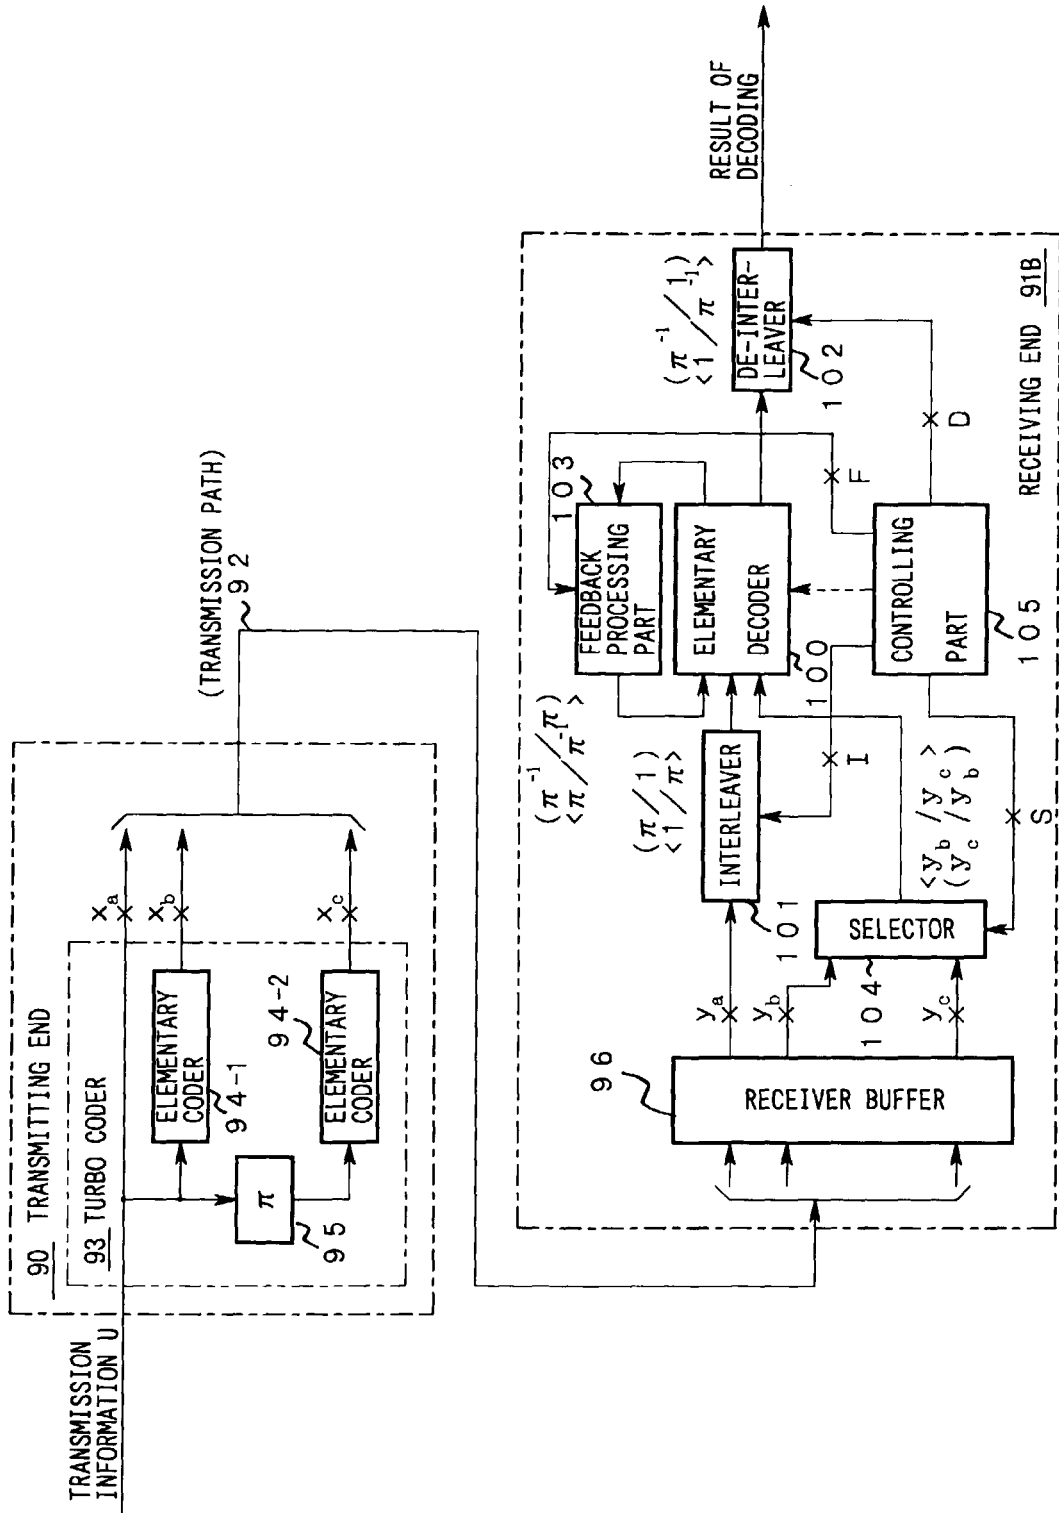 TRANSMISSION
INFORMATION U
90 TRANSMITTING END
93 TURBO CODER
π
95
ELEMENTARY
CODER
94-1
ELEMENTARY
CODER
94-2
xa
xb
xc
(TRANSMISSION PATH)
92
96
RECEIVER BUFFER
ya
yb
yc
SELECTOR
104
<yb /yc>
(yc /yb)
INTERLEAVER
101
(π/1)
<1/π>
FEEDBACK
PROCESSING
PART
103
(π-1/π)
<π/π-1>
ELEMENTARY
DECODER
100
CONTROLLING
PART
105
I
S
F
D
DE-INTER-
LEAVER
102
(π-1/1)
<1/π-1>
RECEIVING END 91B
RESULT OF
DECODING